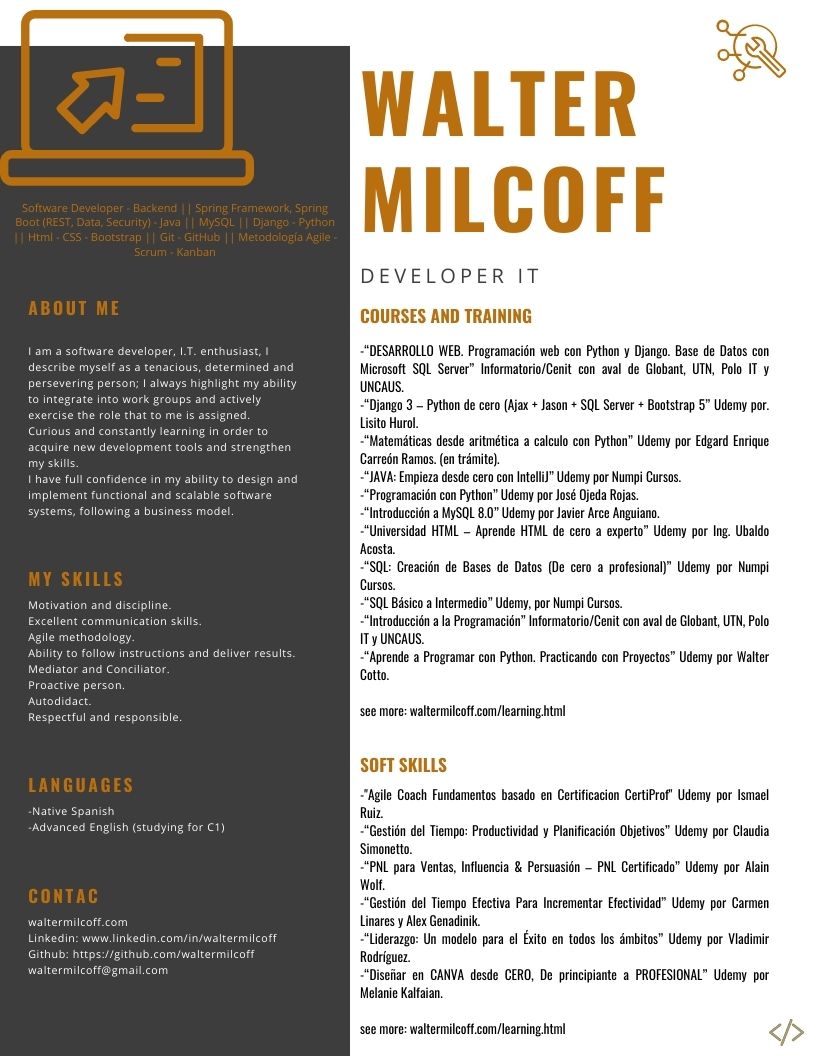 Software Developer - Backend || Spring Framework, Spring
Boot (REST, Data, Security) - Java || MySQL || Django - Python
|| Html - CSS - Bootstrap || Git - GitHub || Metodología Agile -
Scrum - Kanban
ABOUT ME
I am a software developer, I.T. enthusiast, I
describe myself as a tenacious, determined and
persevering person; I always highlight my ability
to integrate into work groups and actively
exercise the role that to me is assigned.
Curious and constantly learning in order to
acquire new development tools and strengthen
my skills.
I have full confidence in my ability to design and
implement functional and scalable software
systems, following a business model.
MY SKILLS
Motivation and discipline.
Excellent communication skills.
Agile methodology.
Ability to follow instructions and deliver results.
Mediator and Conciliator.
Proactive person.
Autodidact.
Respectful and responsible.
LANGUAGES
-Native Spanish
-Advanced English (studying for C1)
CONTAC
waltermilcoff.com
Linkedin: www.linkedin.com/in/waltermilcoff
Github: https://github.com/waltermilcoff
waltermilcoff@gmail.com
WALTER
MILCOFF
DEVELOPER IT
COURSES AND TRAINING
-“DESARROLLO WEB. Programación web con Python y Django. Base de Datos con
Microsoft SQL Server” Informatorio/Cenit con aval de Globant, UTN, Polo IT y
UNCAUS.
-“Django 3 – Python de cero (Ajax + Jason + SQL Server + Bootstrap 5” Udemy por.
Lisito Hurol.
-“Matemáticas desde aritmética a calculo con Python” Udemy por Edgard Enrique
Carreón Ramos. (en trámite).
-“JAVA: Empieza desde cero con IntelliJ” Udemy por Numpi Cursos.
-“Programación con Python” Udemy por José Ojeda Rojas.
-“Introducción a MySQL 8.0” Udemy por Javier Arce Anguiano.
-“Universidad HTML – Aprende HTML de cero a experto” Udemy por Ing. Ubaldo
Acosta.
-“SQL: Creación de Bases de Datos (De cero a profesional)” Udemy por Numpi
Cursos.
-“SQL Básico a Intermedio” Udemy, por Numpi Cursos.
-“Introducción a la Programación” Informatorio/Cenit con aval de Globant, UTN, Polo
IT y UNCAUS.
-“Aprende a Programar con Python. Practicando con Proyectos” Udemy por Walter
Cotto.
see more: waltermilcoff.com/learning.html
SOFT SKILLS
-"Agile Coach Fundamentos basado en Certificacion CertiProf" Udemy por Ismael
Ruiz.
-“Gestión del Tiempo: Productividad y Planificación Objetivos” Udemy por Claudia
Simonetto.
-“PNL para Ventas, Influencia & Persuasión – PNL Certificado” Udemy por Alain
Wolf.
-“Gestión del Tiempo Efectiva Para Incrementar Efectividad” Udemy por Carmen
Linares y Alex Genadinik.
-“Liderazgo: Un modelo para el Éxito en todos los ámbitos” Udemy por Vladimir
Rodríguez.
-“Diseñar en CANVA desde CERO, De principiante a PROFESIONAL” Udemy por
Melanie Kalfaian.
see more: waltermilcoff.com/learning.html